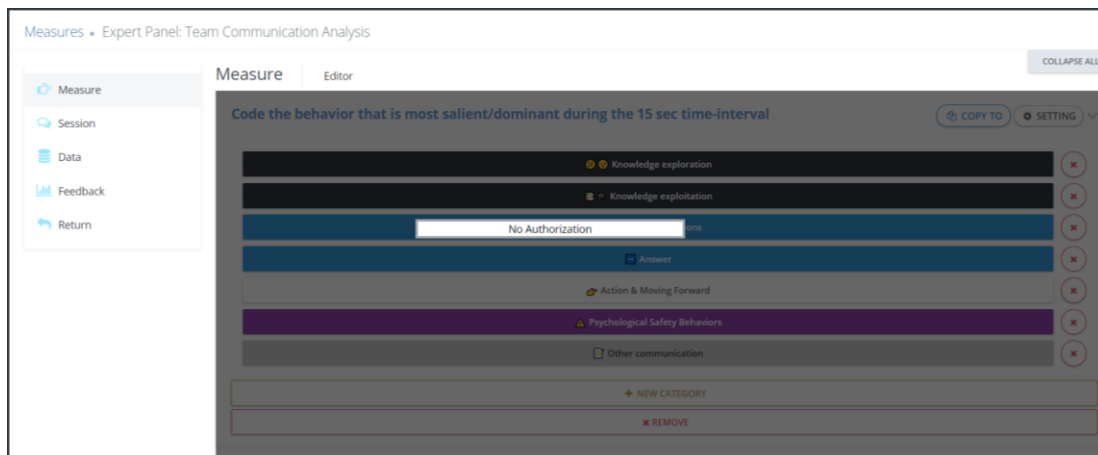 Measures • Expert Panel: Team Communication Analysis
COLLAPSE ALL
Measure
Session
Data
Feedback
Return
Measure Editor
Code the behavior that is most salient/dominant during the 15 sec time-interval
COPY TO
SETTING
Knowledge exploration
Knowledge exploitation
No Authorization
ons
Answer
Action & Moving Forward
Psychological Safety Behaviors
Other communication
+ NEW CATEGORY
× REMOVE